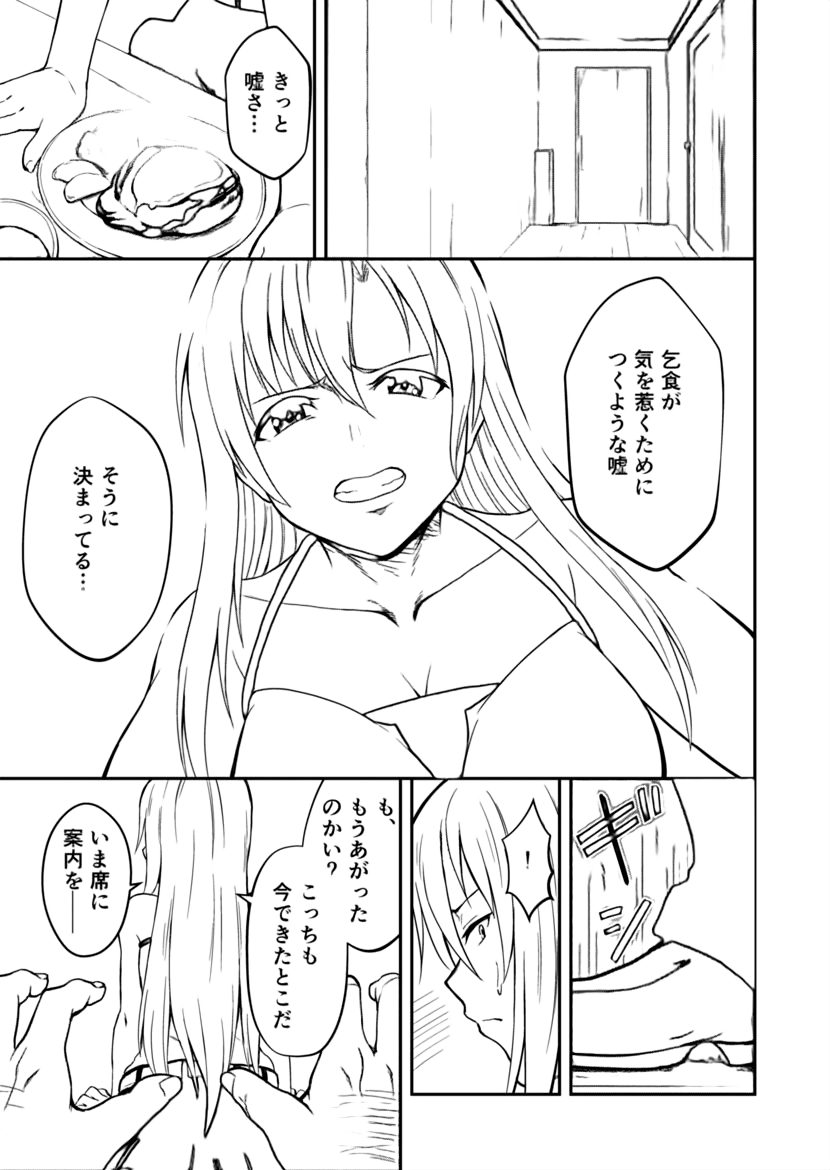 きっと
嘘さ…
乞食が
気を惹くために
つくような嘘
そうに
決まってる…
ギシ
！
も、
もうあがった
のかい？
こっちも
今できたとこだ
いま席に
案内を──